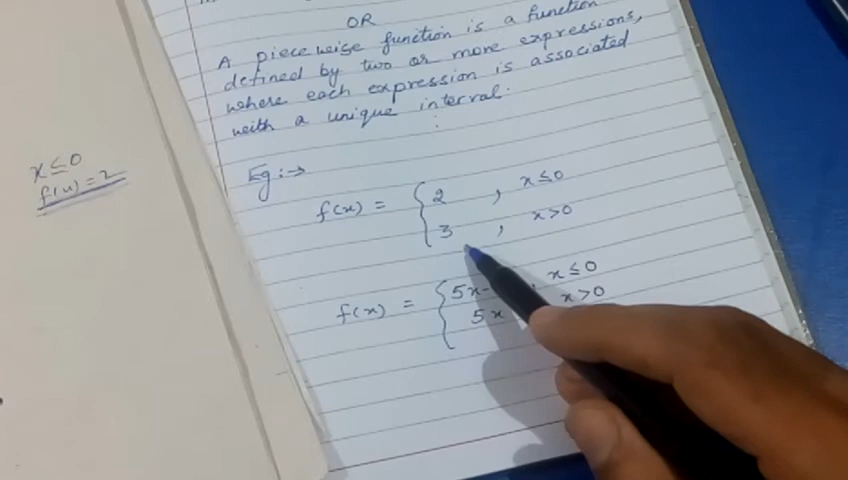 OR
A piece weise function is a function
defined by two or more expressions,
where each expression is associated
with a unique interval.
Eg :→
f(x) = { 2 , x≤0
3 , x>0
f(x) = { 5x- , x≤0
5x x>0
x≤0
f(x) = 2